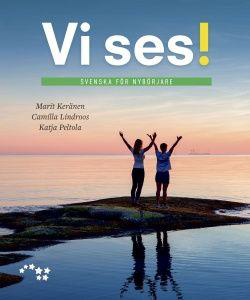 Vi ses!
SVENSKA FÖR NYBÖRJARE
Marit Keränen
Camilla Lindroos
Katja Peltola